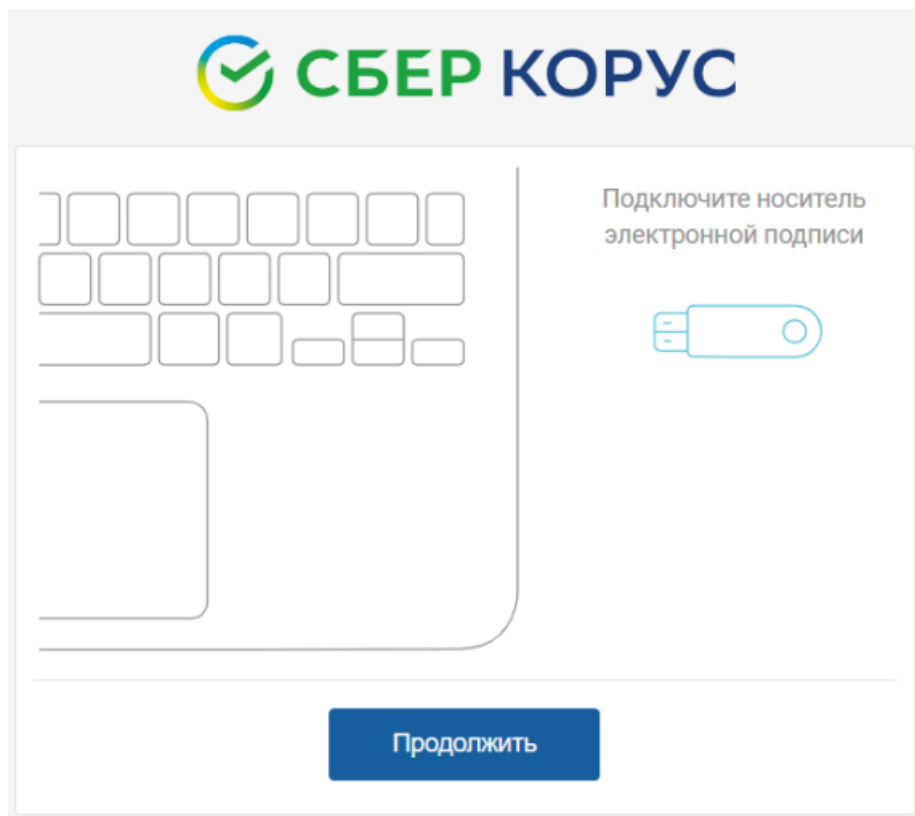 СБЕР КОРУС
Подключите носитель
электронной подписи
Продолжить